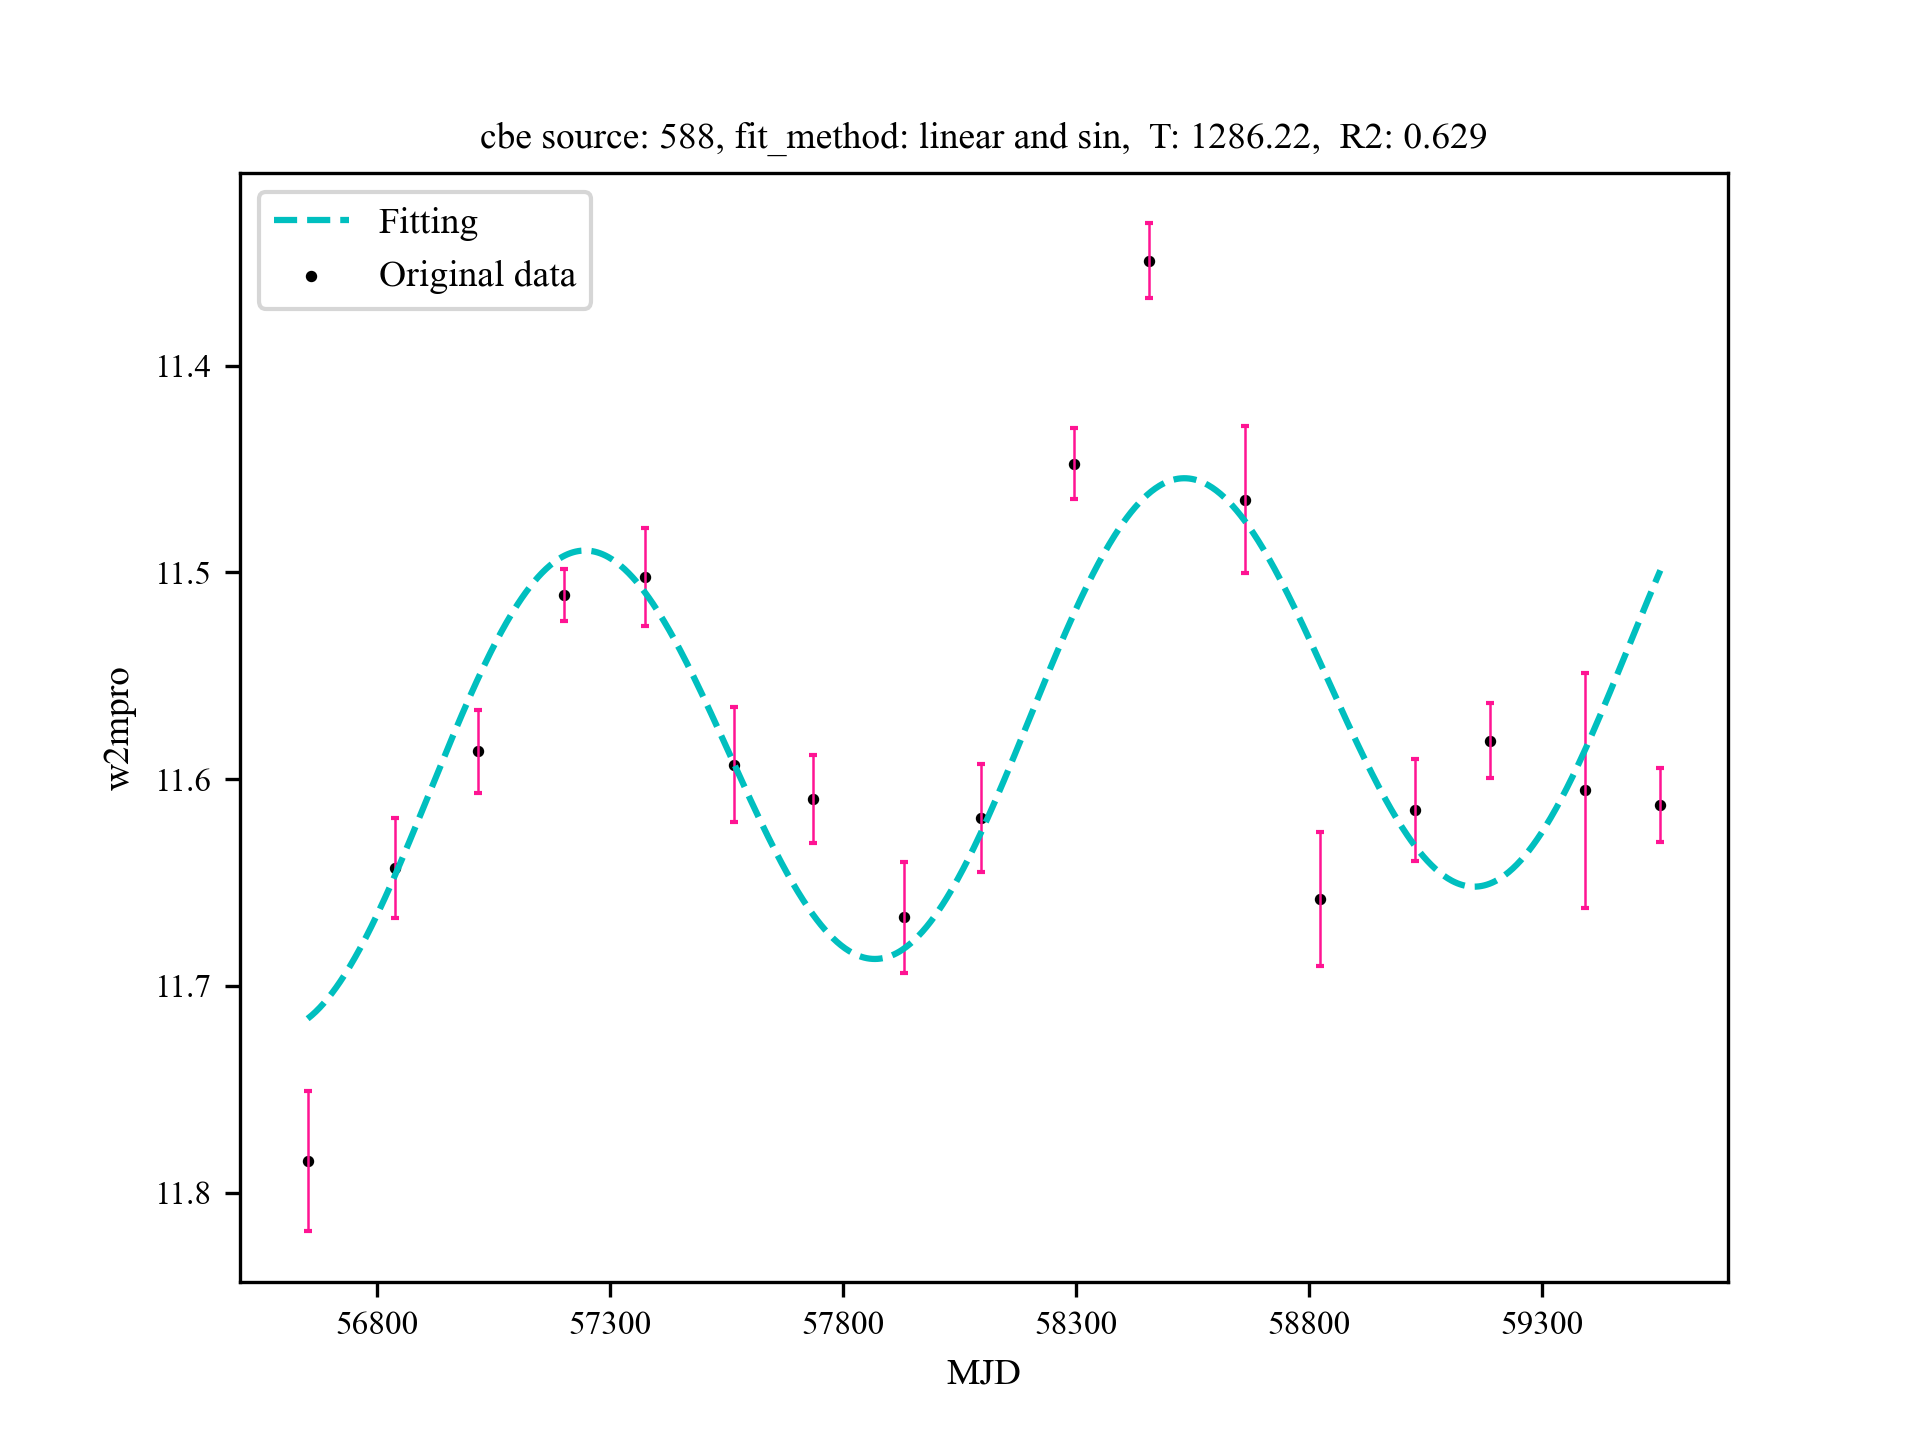 cbe source: 588, fit_method: linear and sin,  T: 1286.22,  R2: 0.629
Fitting
Original data
11.4
11.5
11.6
11.7
11.8
w2mpro
56800
57300
57800
58300
58800
59300
MJD